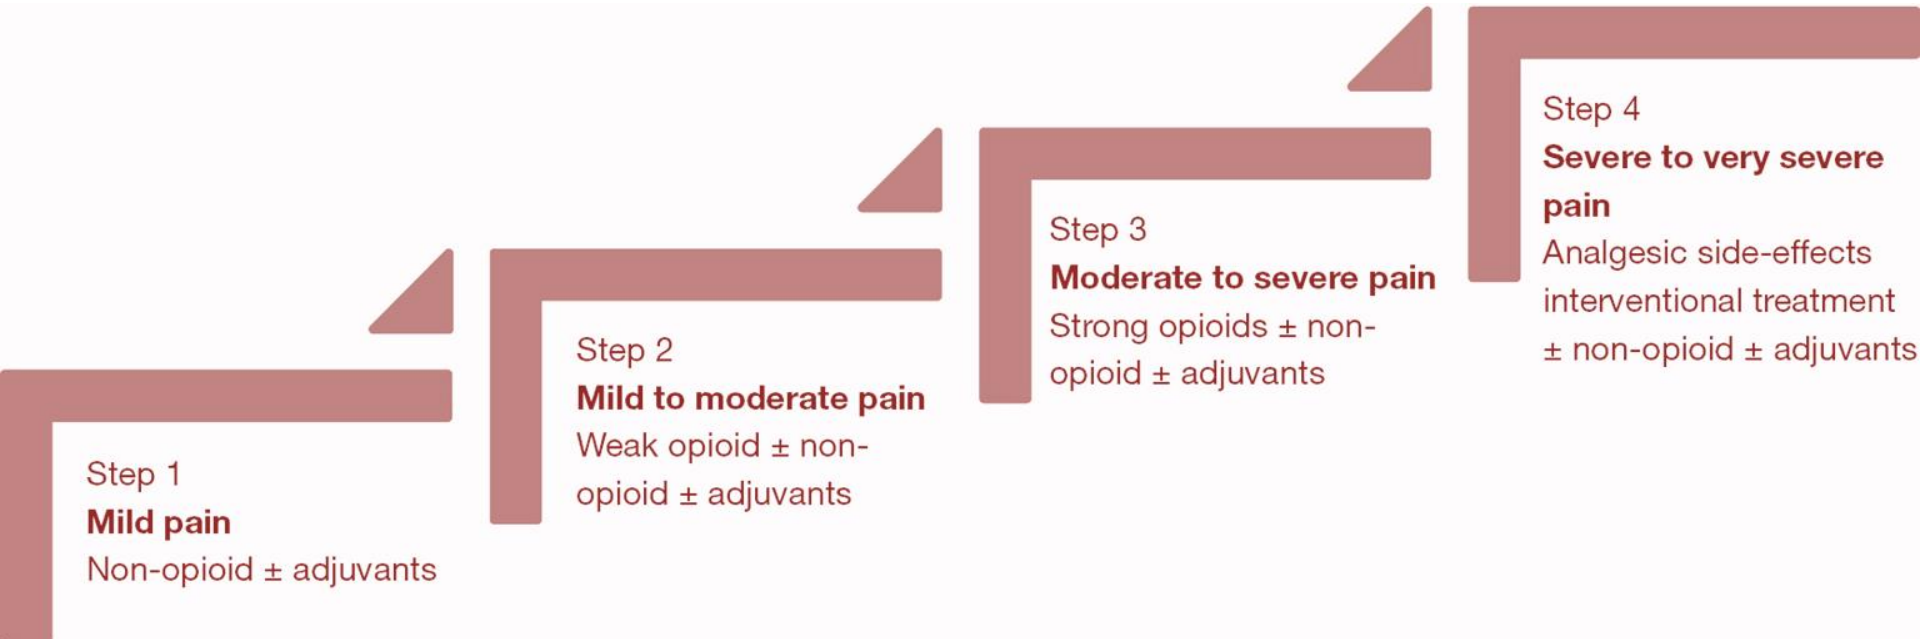 Step 1
Mild pain
Non-opioid ± adjuvants
Step 2
Mild to moderate pain
Weak opioid ± non-
opioid ± adjuvants
Step 3
Moderate to severe pain
Strong opioids ± non-
opioid ± adjuvants
Step 4
Severe to very severe
pain
Analgesic side-effects
interventional treatment
± non-opioid ± adjuvants